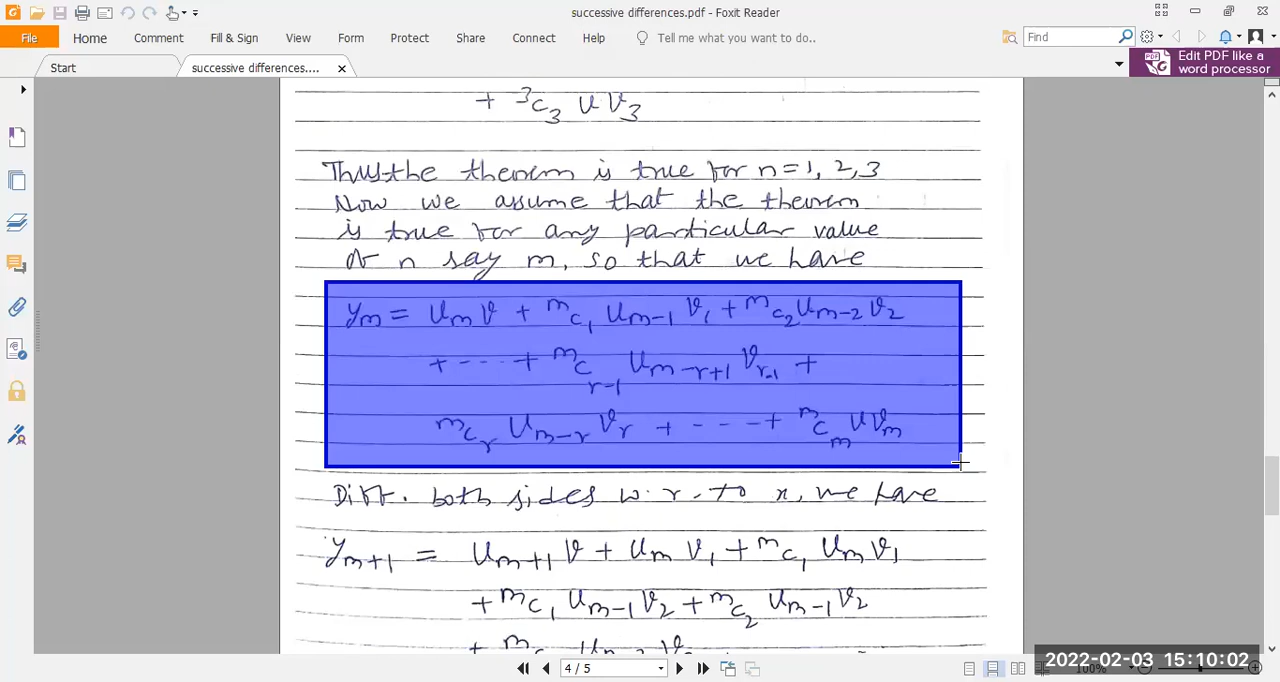 successive differences.pdf - Foxit Reader
File Home Comment Fill & Sign View Form Protect Share Connect Help Tell me what you want to do.. Find
Start successive differences.... Edit PDF like a
word processor
+ ³c₃ u v₃
Thus the theorem is true for n=1, 2, 3
Now we assume that the theorem
is true for any particular value
of n say m, so that we have
yₘ = uₘ v + ᵐc₁ uₘ₋₁ v₁ + ᵐc₂ uₘ₋₂ v₂
+ - - - + ᵐcᵣ₋₁ uₘ₋ᵣ₊₁ vᵣ₋₁ +
ᵐcᵣ uₘ₋ᵣ vᵣ + - - - + ᵐcₘ u vₘ
Diff. both sides w.r. to x, we have
yₘ₊₁ = uₘ₊₁ v + uₘ v₁ + ᵐc₁ uₘ v₁
+ ᵐc₁ uₘ₋₁ v₂ + ᵐc₂ uₘ₋₁ v₂
4 / 5
2022-02-03 15:10:02